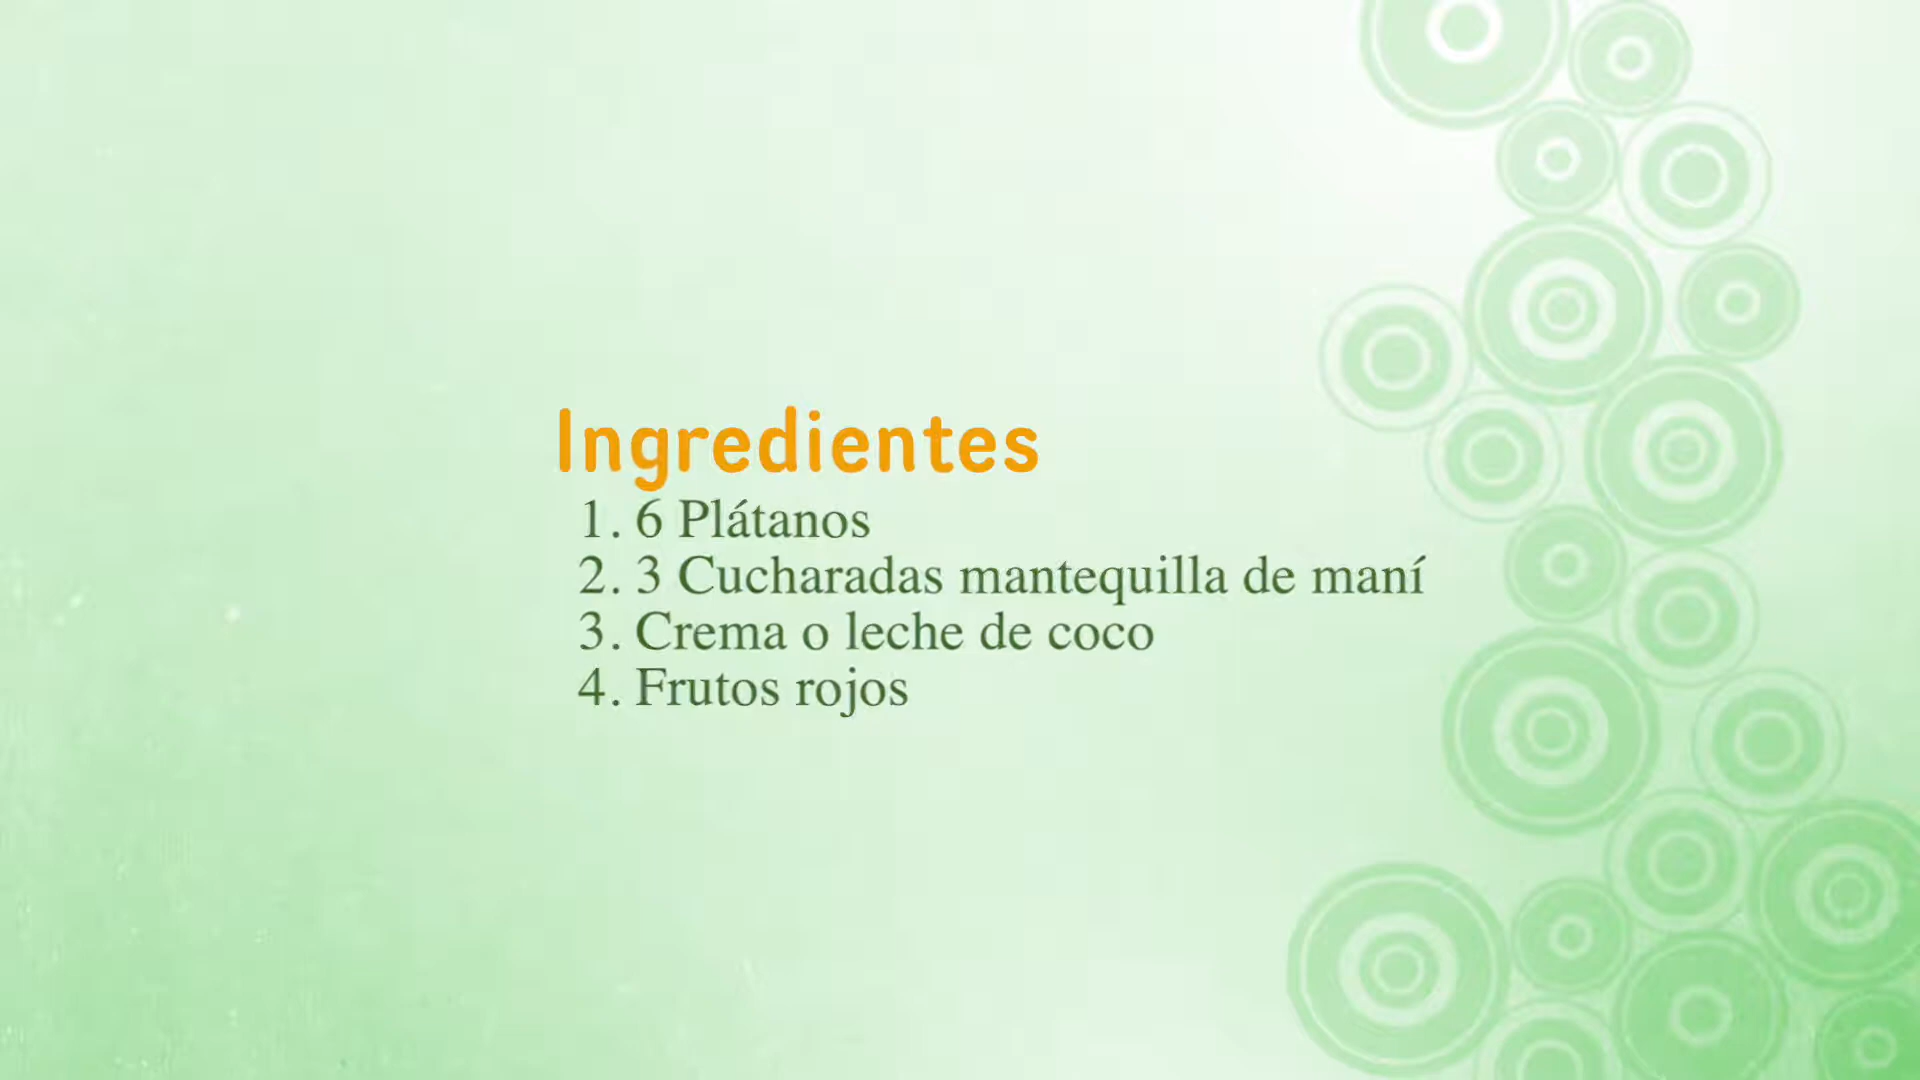 Ingredientes
1. 6 Plátanos
2. 3 Cucharadas mantequilla de maní
3. Crema o leche de coco
4. Frutos rojos